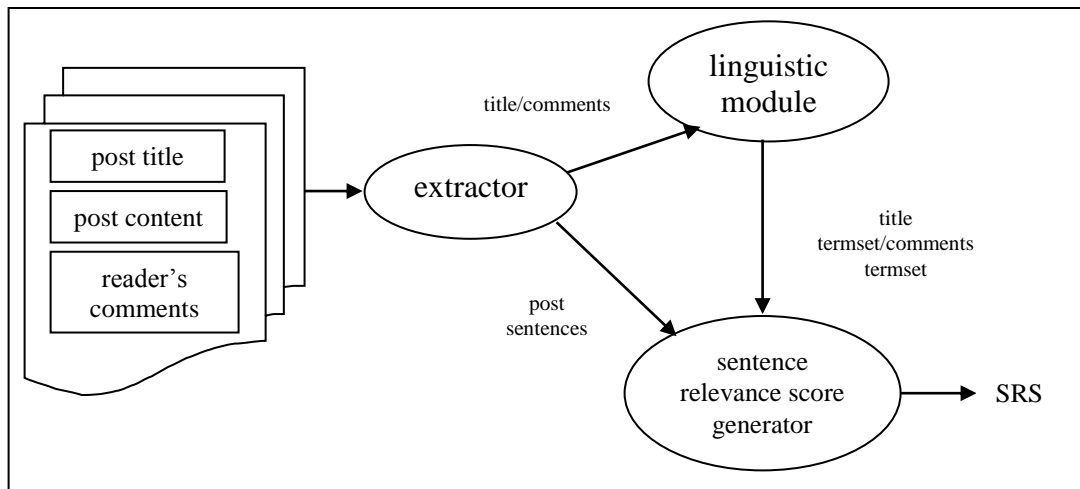 post title
post content
reader’s
comments
extractor
title/comments
linguistic
module
title
termset/comments
termset
post
sentences
sentence
relevance score
generator
SRS